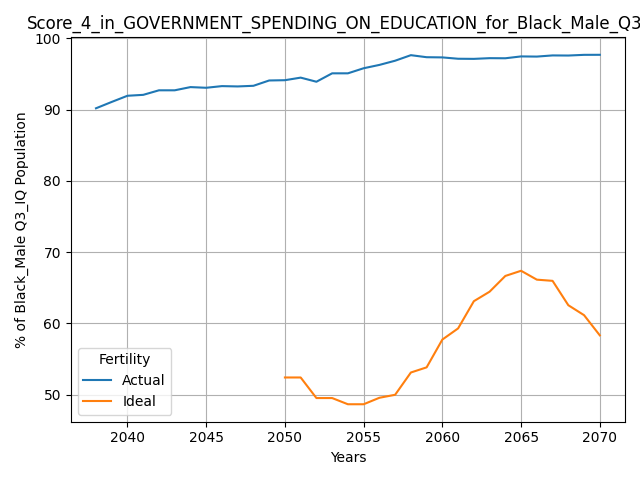 Score_4_in_GOVERNMENT_SPENDING_ON_EDUCATION_for_Black_Male_Q3
100
90
80
70
60
50
% of Black_Male Q3_IQ Population
Fertility
Actual
Ideal
2040 2045 2050 2055 2060 2065 2070
Years